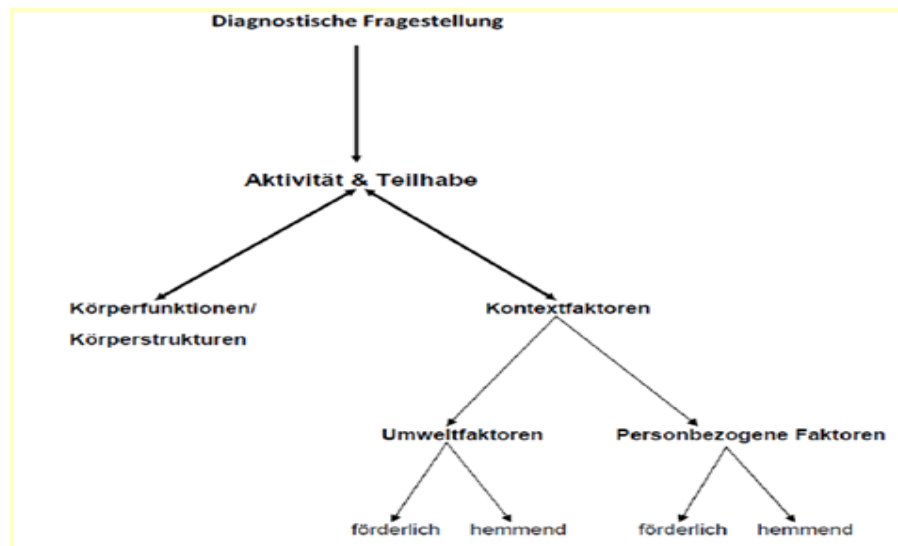 Diagnostische Fragestellung
Aktivität & Teilhabe
Körperfunktionen/
Körperstrukturen
Kontextfaktoren
Umweltfaktoren
Personbezogene Faktoren
förderlich
hemmend
förderlich
hemmend